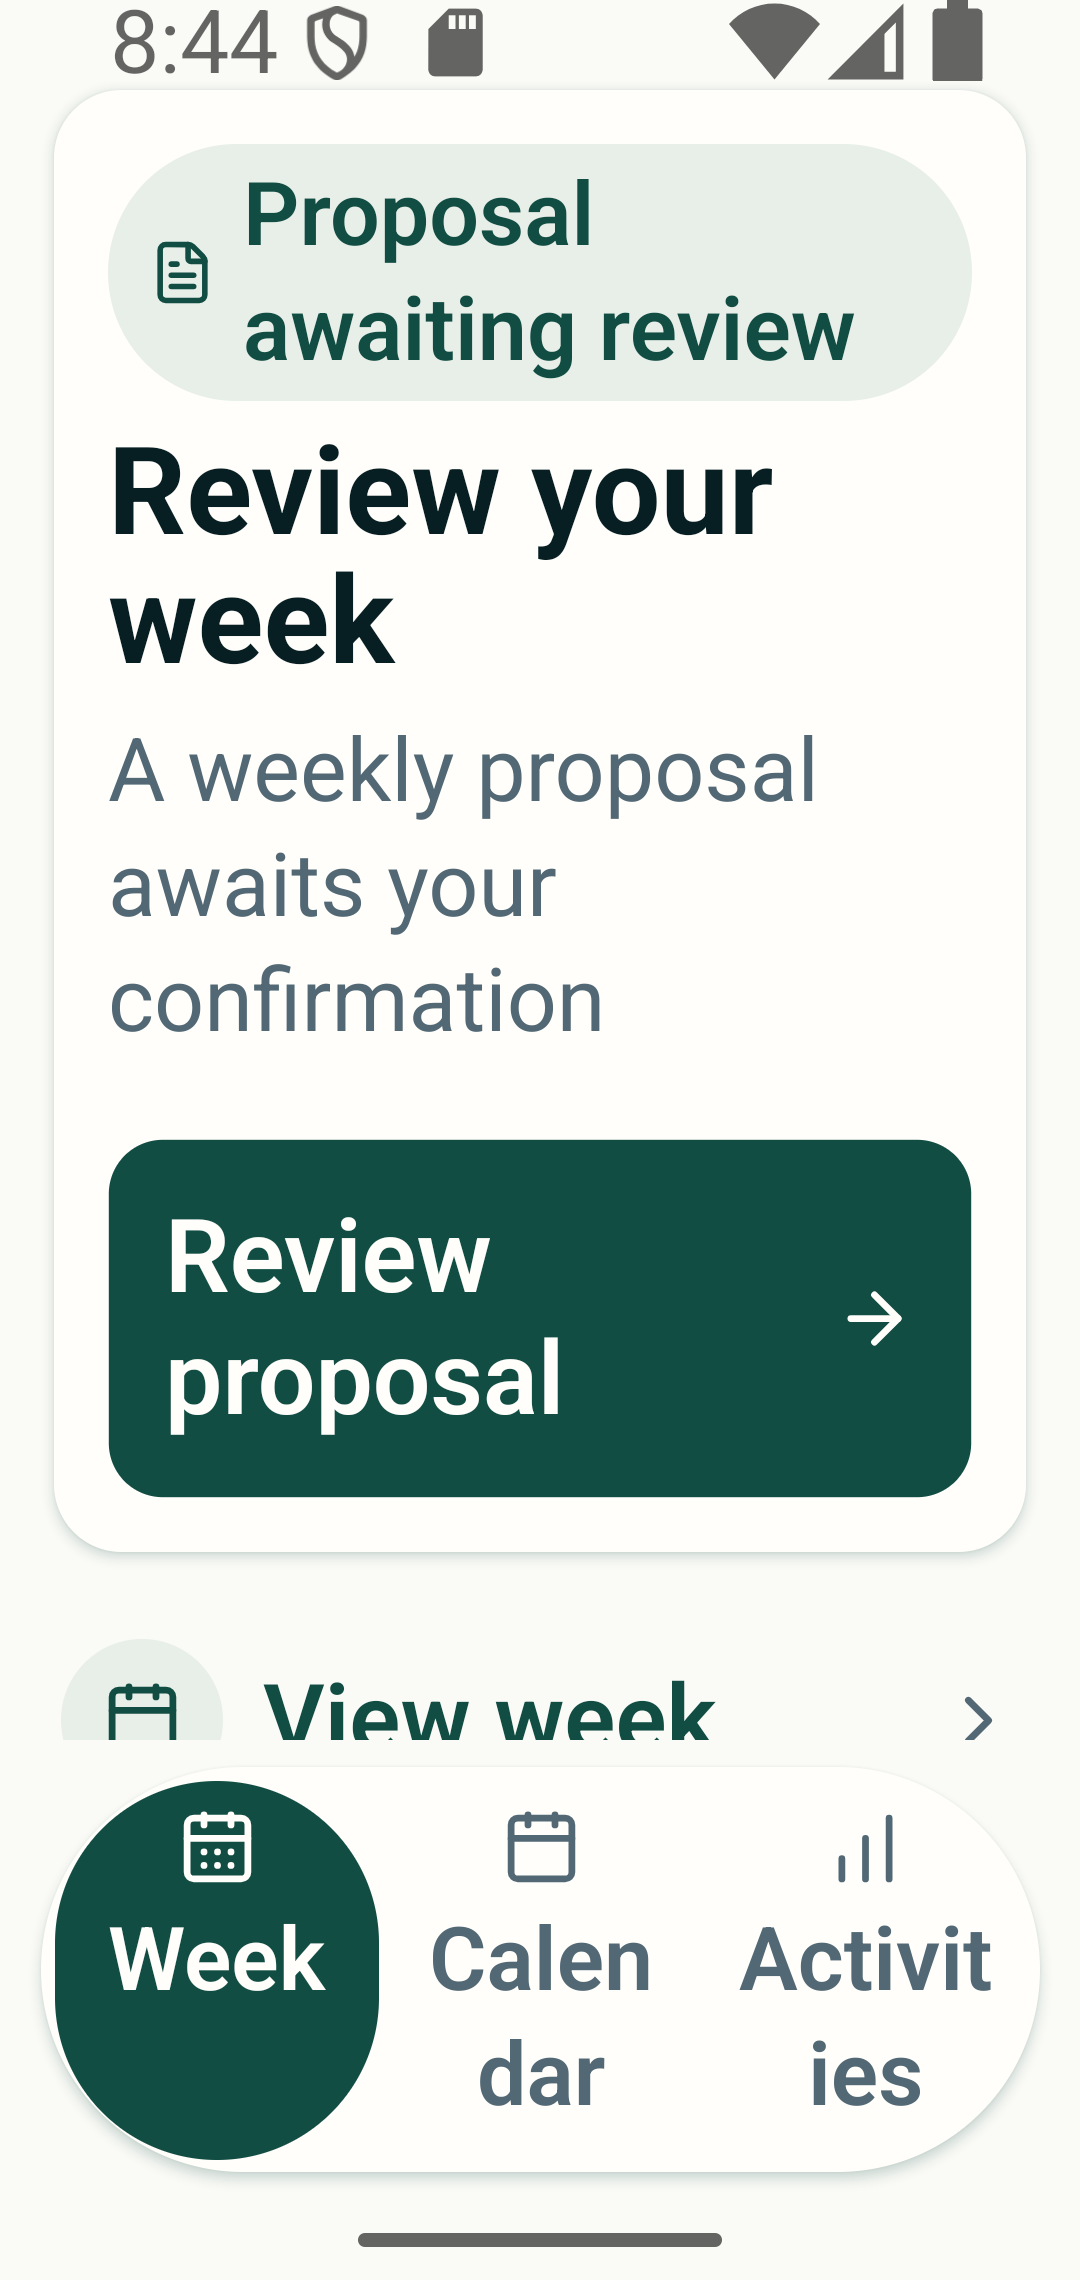 8:44
Proposal
awaiting review
Review your
week
A weekly proposal
awaits your
confirmation
Review
proposal
View week
Week
Calen
dar
Activit
ies